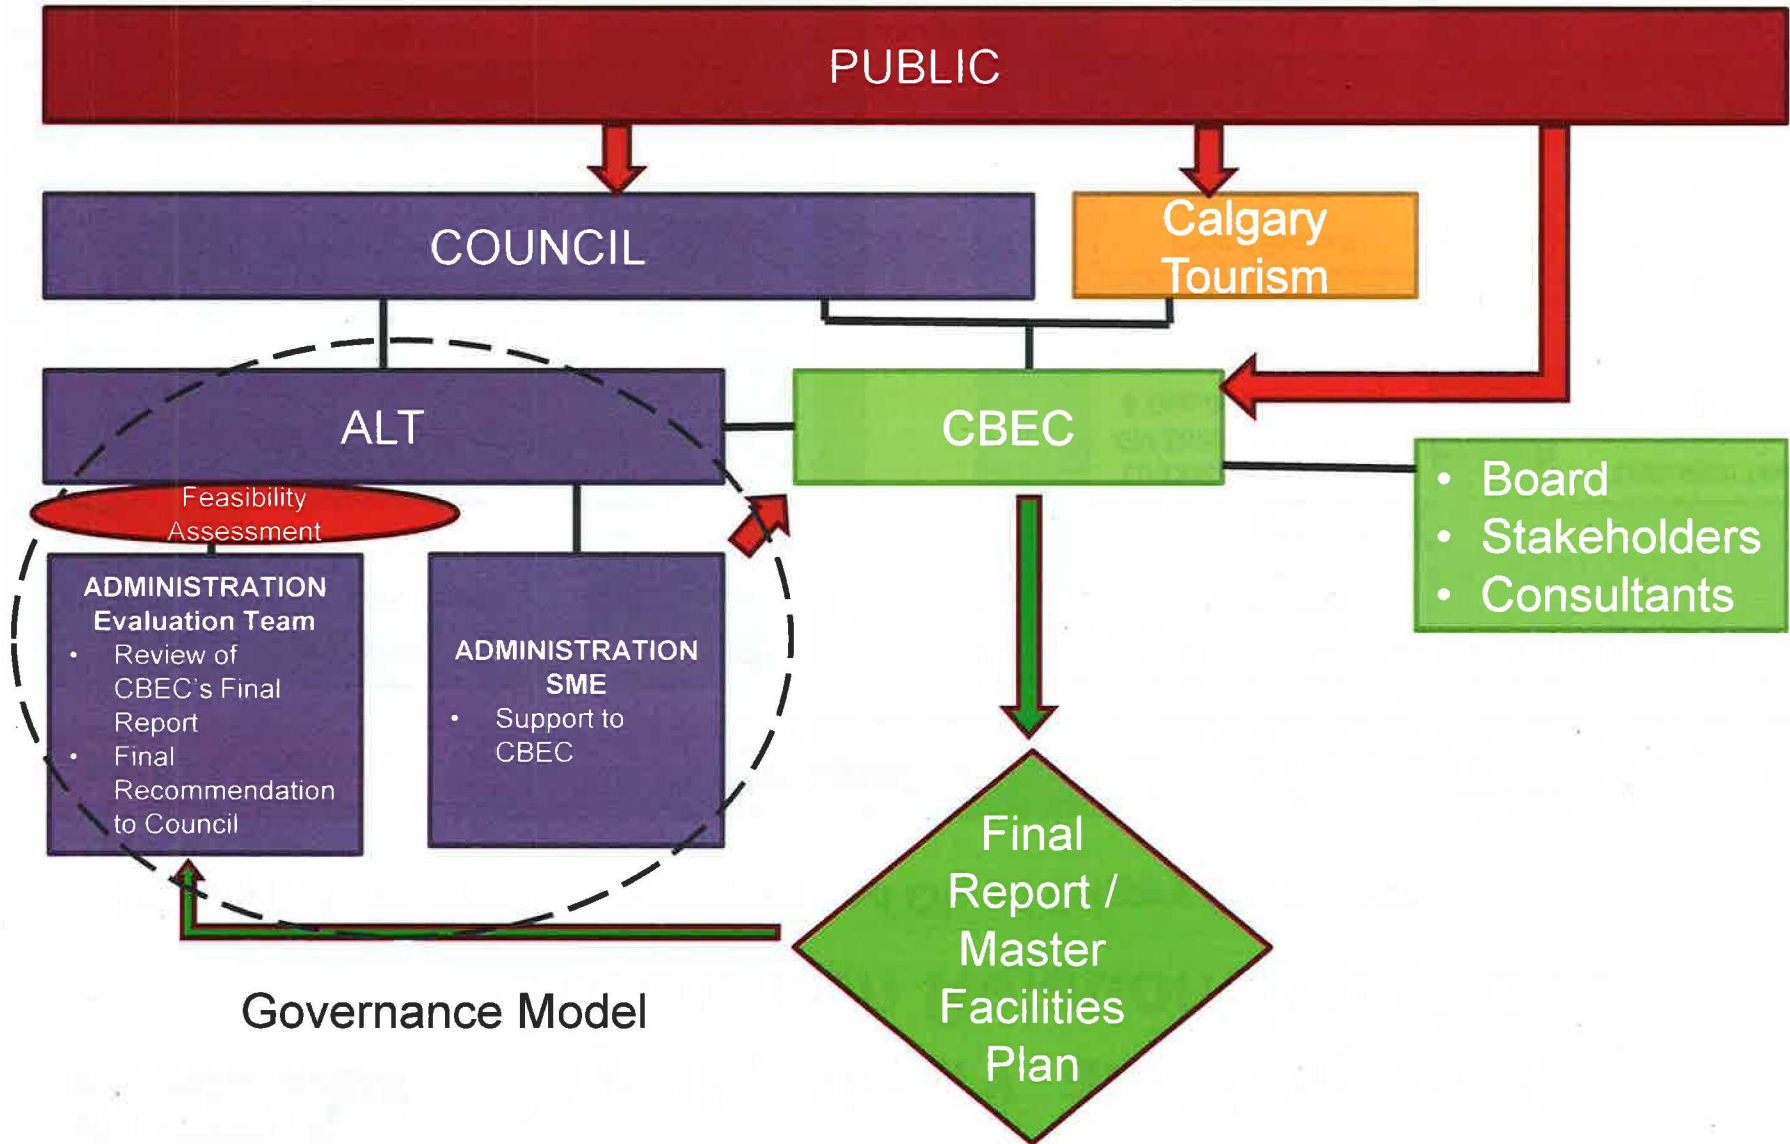 PUBLIC
COUNCIL
Calgary
Tourism
ALT
CBEC
Feasibility
Assessment
• Board
• Stakeholders
• Consultants
ADMINISTRATION
Evaluation Team
• Review of
CBEC's Final
Report
• Final
Recommendation
to Council
ADMINISTRATION
SME
• Support to
CBEC
Final
Report /
Master
Facilities
Plan
Governance Model